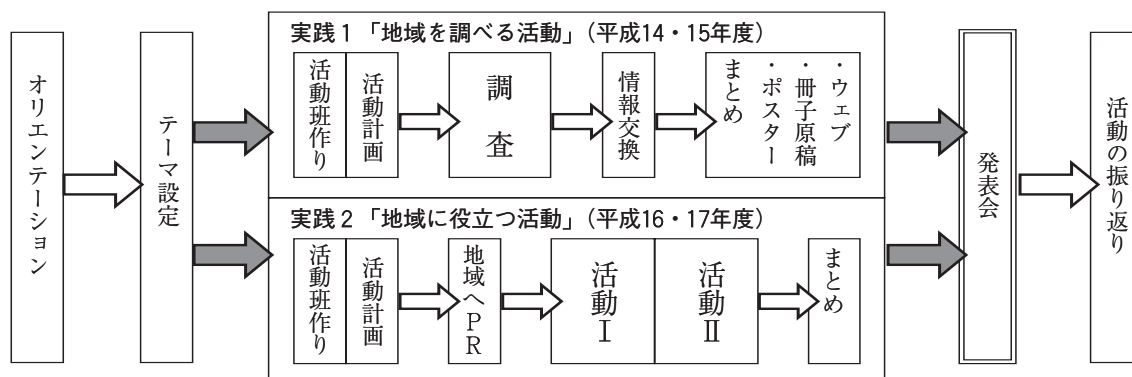 オリエンテーション
テーマ設定
実践1「地域を調べる活動」(平成14・15年度)
活動班作り
活動計画
調査
情報交換
まとめ
・ポスター
・冊子原稿
・ウェブ
実践2「地域に役立つ活動」(平成16・17年度)
活動班作り
活動計画
地域へPR
活動Ⅰ
活動Ⅱ
まとめ
発表会
活動の振り返り